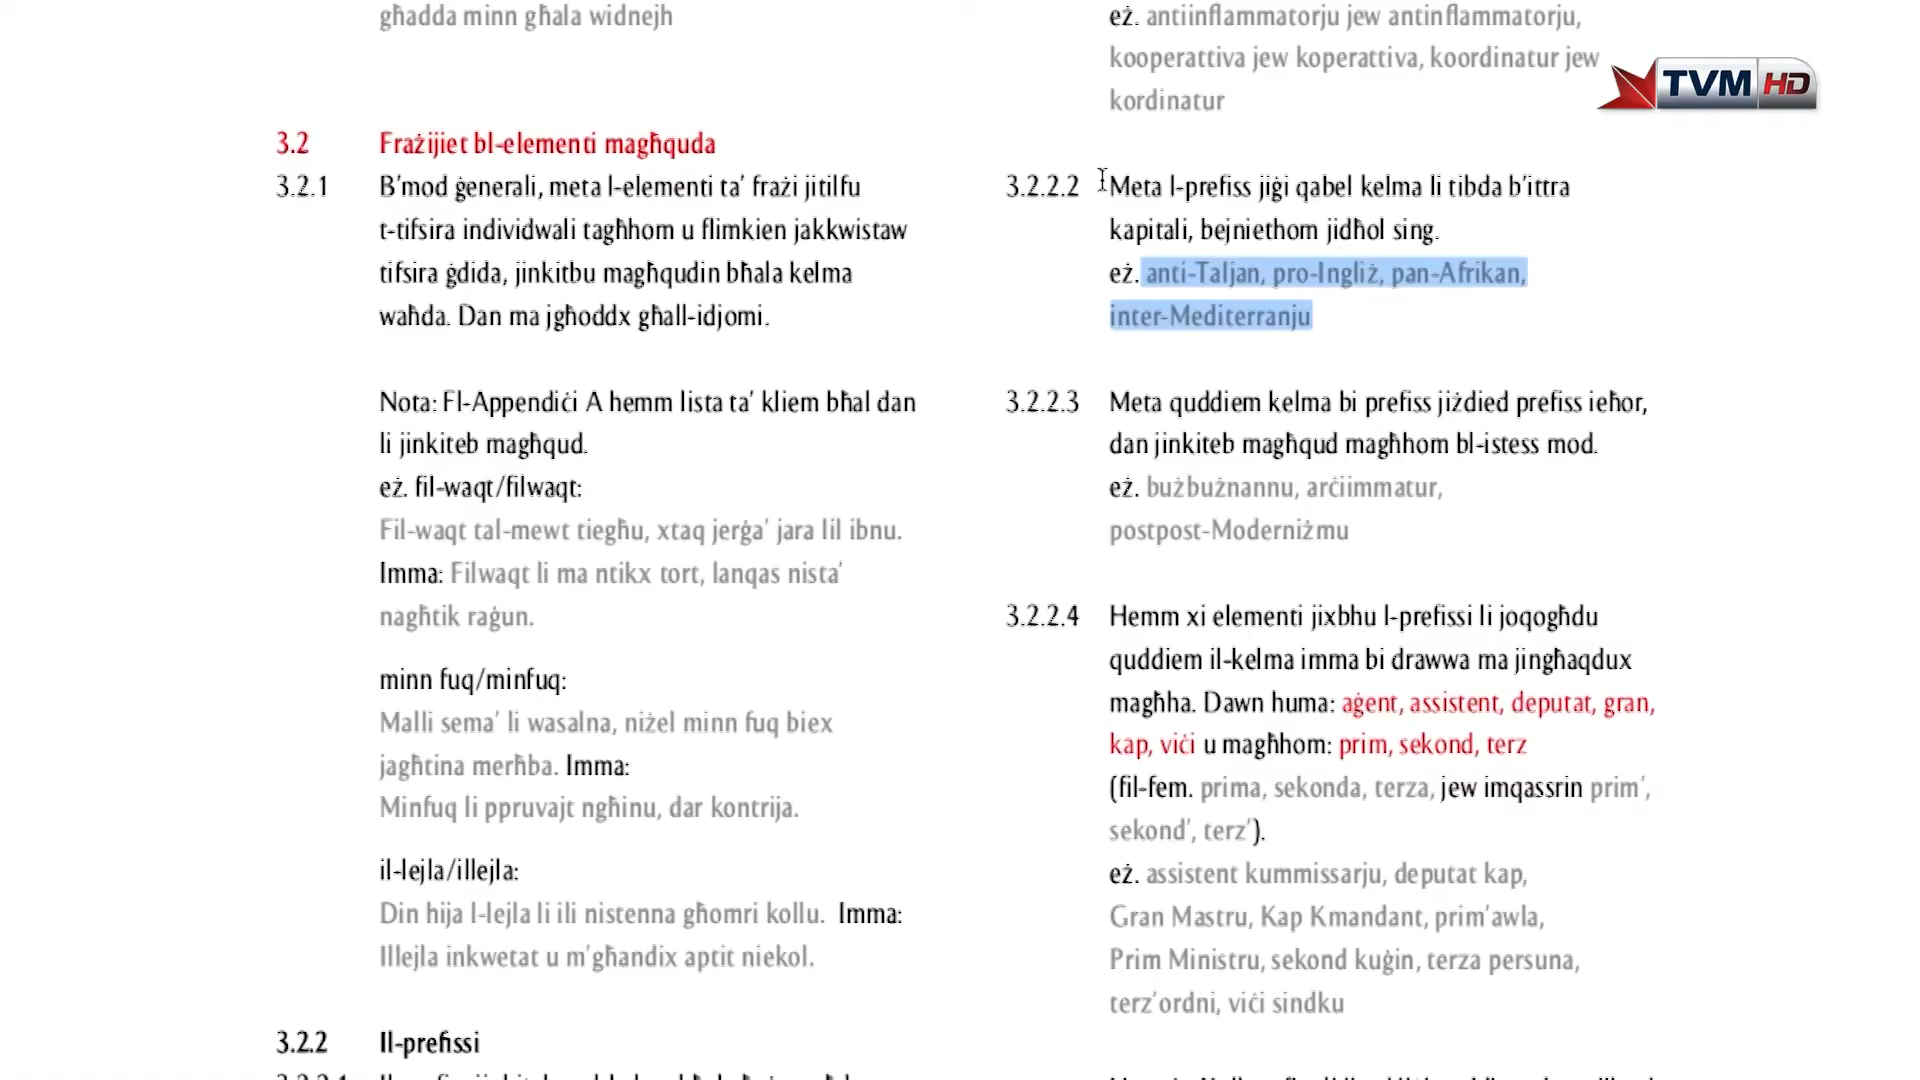 għadda minn għala widnejh
3.2 Frażijiet bl-elementi magħquda
3.2.1 B'mod ġenerali, meta l-elementi ta' frażi jitilfu
t-tifsira individwali tagħhom u flimkien jakkwistaw
tifsira ġdida, jinkitbu magħqudin bħala kelma
waħda. Dan ma jgħoddx għall-idjomi.
Nota: Fl-Appendiċi A hemm lista ta' kliem bħal dan
li jinkiteb magħqud.
eż. fil-waqt/filwaqt:
Fil-waqt tal-mewt tiegħu, xtaq jerġa' jara lil ibnu.
Imma: Filwaqt li ma ntikx tort, lanqas nista'
nagħtik raġun.
minn fuq/minfuq:
Malli sema' li wasalna, niżel minn fuq biex
jagħtina merħba. Imma:
Minfuq li ppruvajt ngħinu, dar kontrija.
il-lejla/illejla:
Din hija l-lejla li ili nistenna għomri kollu. Imma:
Illejla inkwetat u m'għandix aptit niekol.
3.2.2 Il-prefissi
eż. antiinflammatorju jew antinflammatorju,
kooperattiva jew koperattiva, koordinatur jew
kordinatur
3.2.2.2 Meta l-prefiss jiġi qabel kelma li tibda b'ittra
kapitali, bejniethom jidħol sing.
eż. anti-Taljan, pro-Ingliż, pan-Afrikan,
inter-Mediterranju
3.2.2.3 Meta quddiem kelma bi prefiss jiżdied prefiss ieħor,
dan jinkiteb magħqud magħhom bl-istess mod.
eż. bużbużnannu, arċiimmatur,
postpost-Moderniżmu
3.2.2.4 Hemm xi elementi jixbhu l-prefissi li joqogħdu
quddiem il-kelma imma bi drawwa ma jingħaqdux
magħha. Dawn huma: aġent, assistent, deputat, gran,
kap, viċi u magħhom: prim, sekond, terz
(fil-fem. prima, sekonda, terza, jew imqassrin prim',
sekond', terz').
eż. assistent kummissarju, deputat kap,
Gran Mastru, Kap Kmandant, prim'awla,
Prim Ministru, sekond kuġin, terza persuna,
terz'ordni, viċi sindku
TVM HD